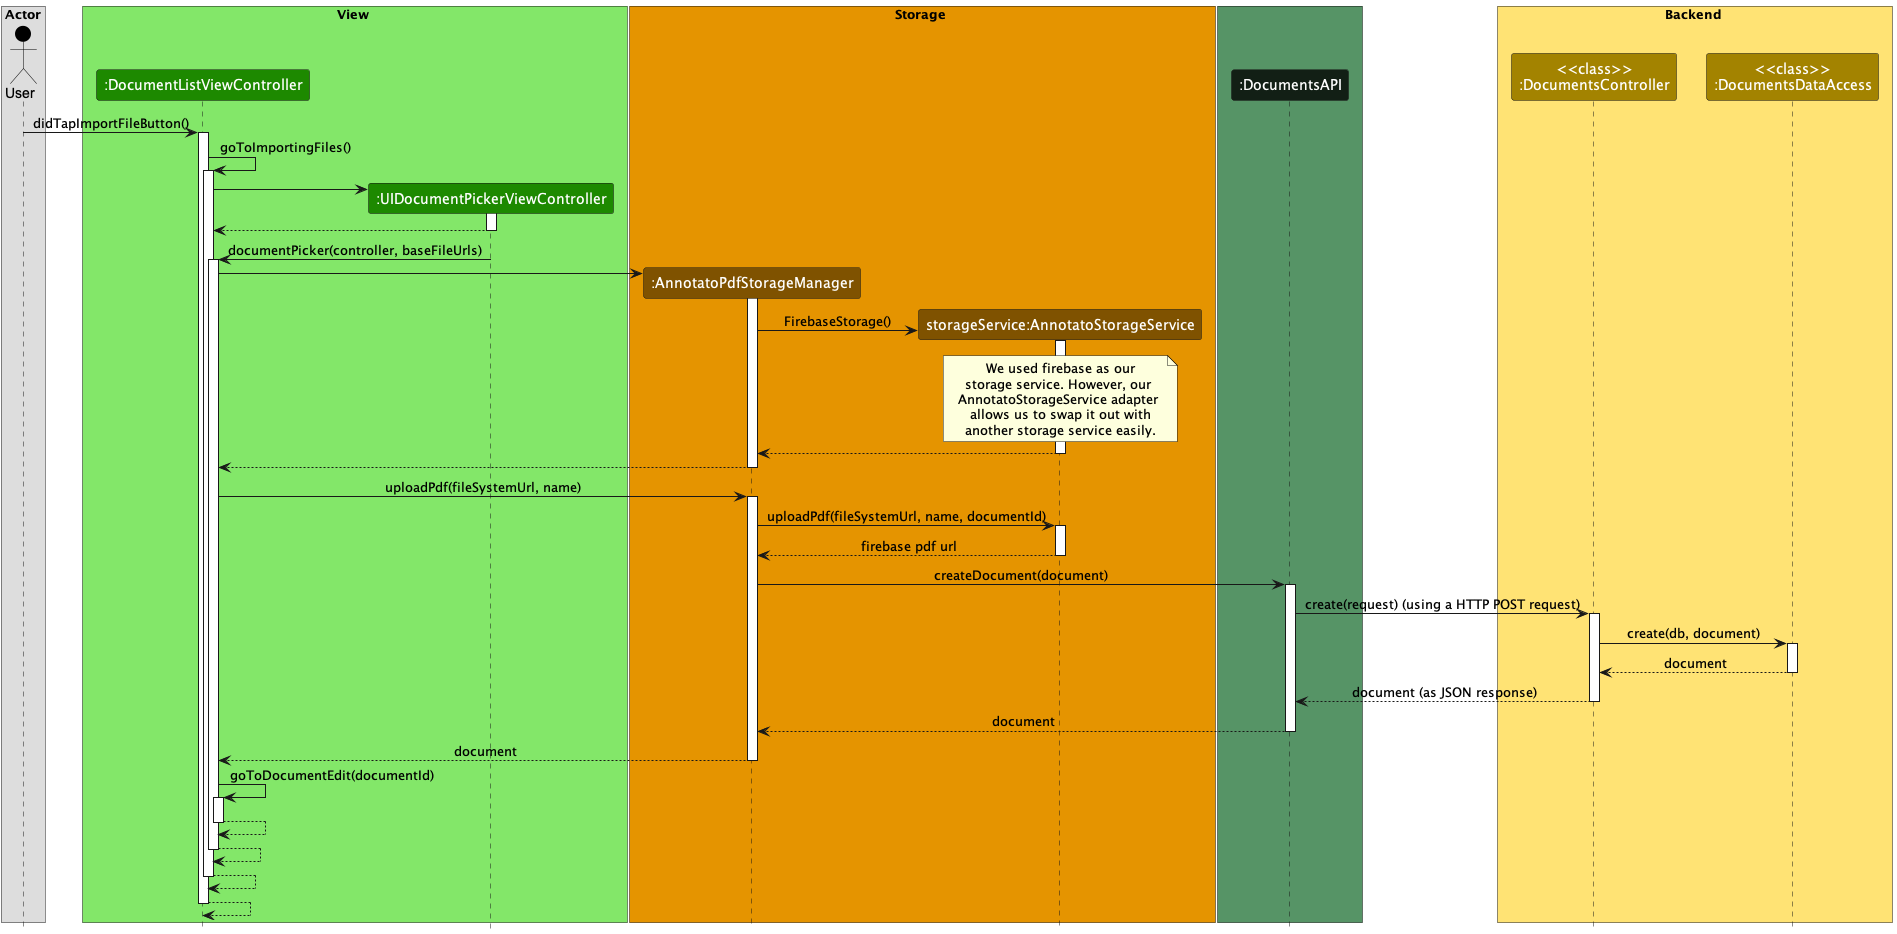 Actor
View
Storage
Backend
User
:DocumentListViewController
:DocumentsAPI
<<class>>
:DocumentsController
<<class>>
:DocumentsDataAccess
didTapImportFileButton()
goToImportingFiles()
:UIDocumentPickerViewController
documentPicker(controller, baseFileUrls)
:AnnotatoPdfStorageManager
FirebaseStorage()
storageService:AnnotatoStorageService
We used firebase as our
storage service. However, our
AnnotatoStorageService adapter
allows us to swap it out with
another storage service easily.
uploadPdf(fileSystemUrl, name)
uploadPdf(fileSystemUrl, name, documentId)
firebase pdf url
createDocument(document)
create(request) (using a HTTP POST request)
create(db, document)
document
document (as JSON response)
document
document
goToDocumentEdit(documentId)